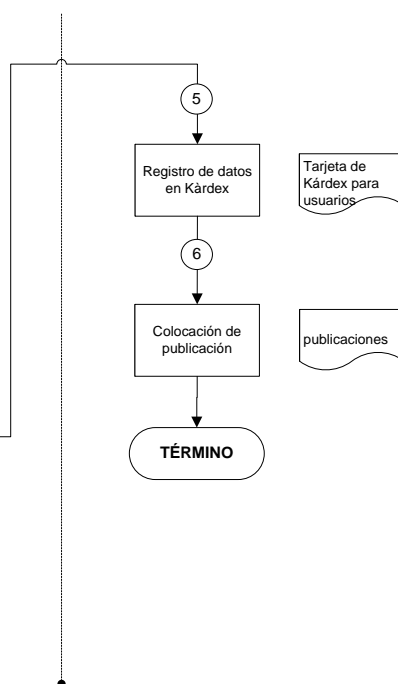 5
Registro de datos
en Kàrdex
Tarjeta de
Kárdex para
usuarios
6
Colocación de
publicación
publicaciones
TÉRMINO